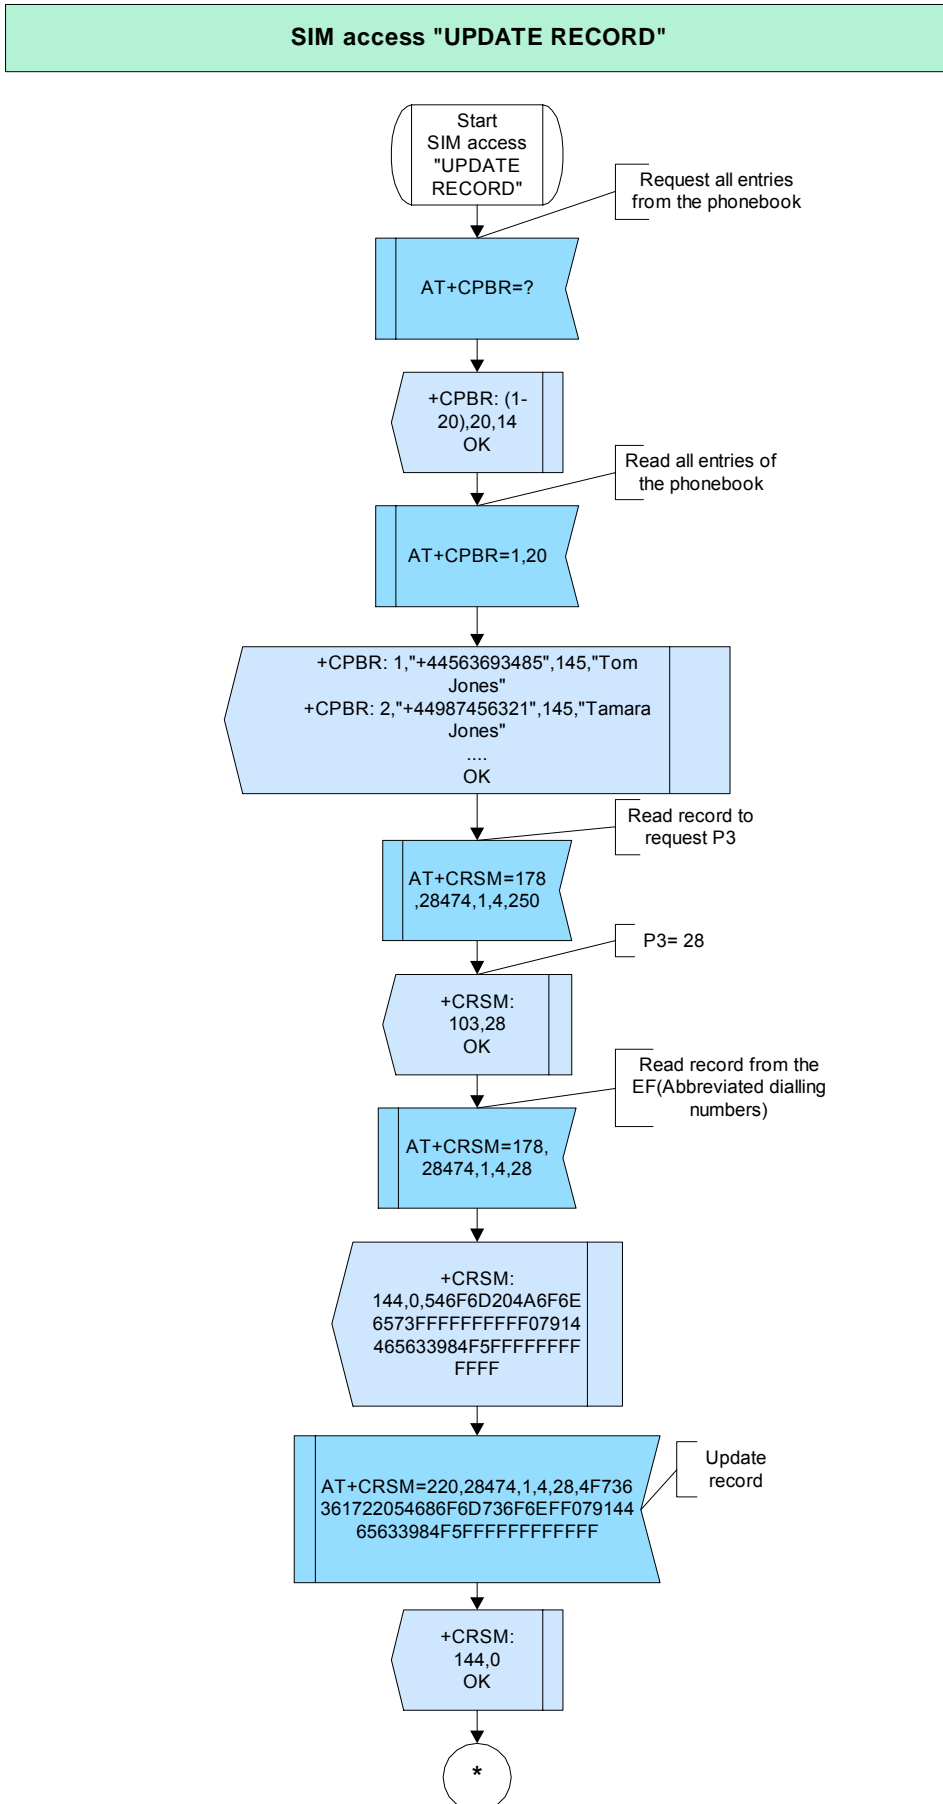 SIM access "UPDATE RECORD"
Start
SIM access
"UPDATE
RECORD"
Request all entries
from the phonebook
AT+CPBR=?
+CPBR: (1-
20),20,14
OK
Read all entries of
the phonebook
AT+CPBR=1,20
+CPBR: 1,"+44563693485",145,"Tom
Jones"
+CPBR: 2,"+44987456321",145,"Tamara
Jones"
....
OK
Read record to
request P3
AT+CRSM=178
,28474,1,4,250
P3= 28
+CRSM:
103,28
OK
Read record from the
EF(Abbreviated dialling
numbers)
AT+CRSM=178,
28474,1,4,28
+CRSM:
144,0,546F6D204A6F6E
6573FFFFFFFFFF07914
465633984F5FFFFFFFF
FFFF
Update
record
AT+CRSM=220,28474,1,4,28,4F736
361722054686F6D736F6EFF079144
65633984F5FFFFFFFFFFFF
+CRSM:
144,0
OK
*